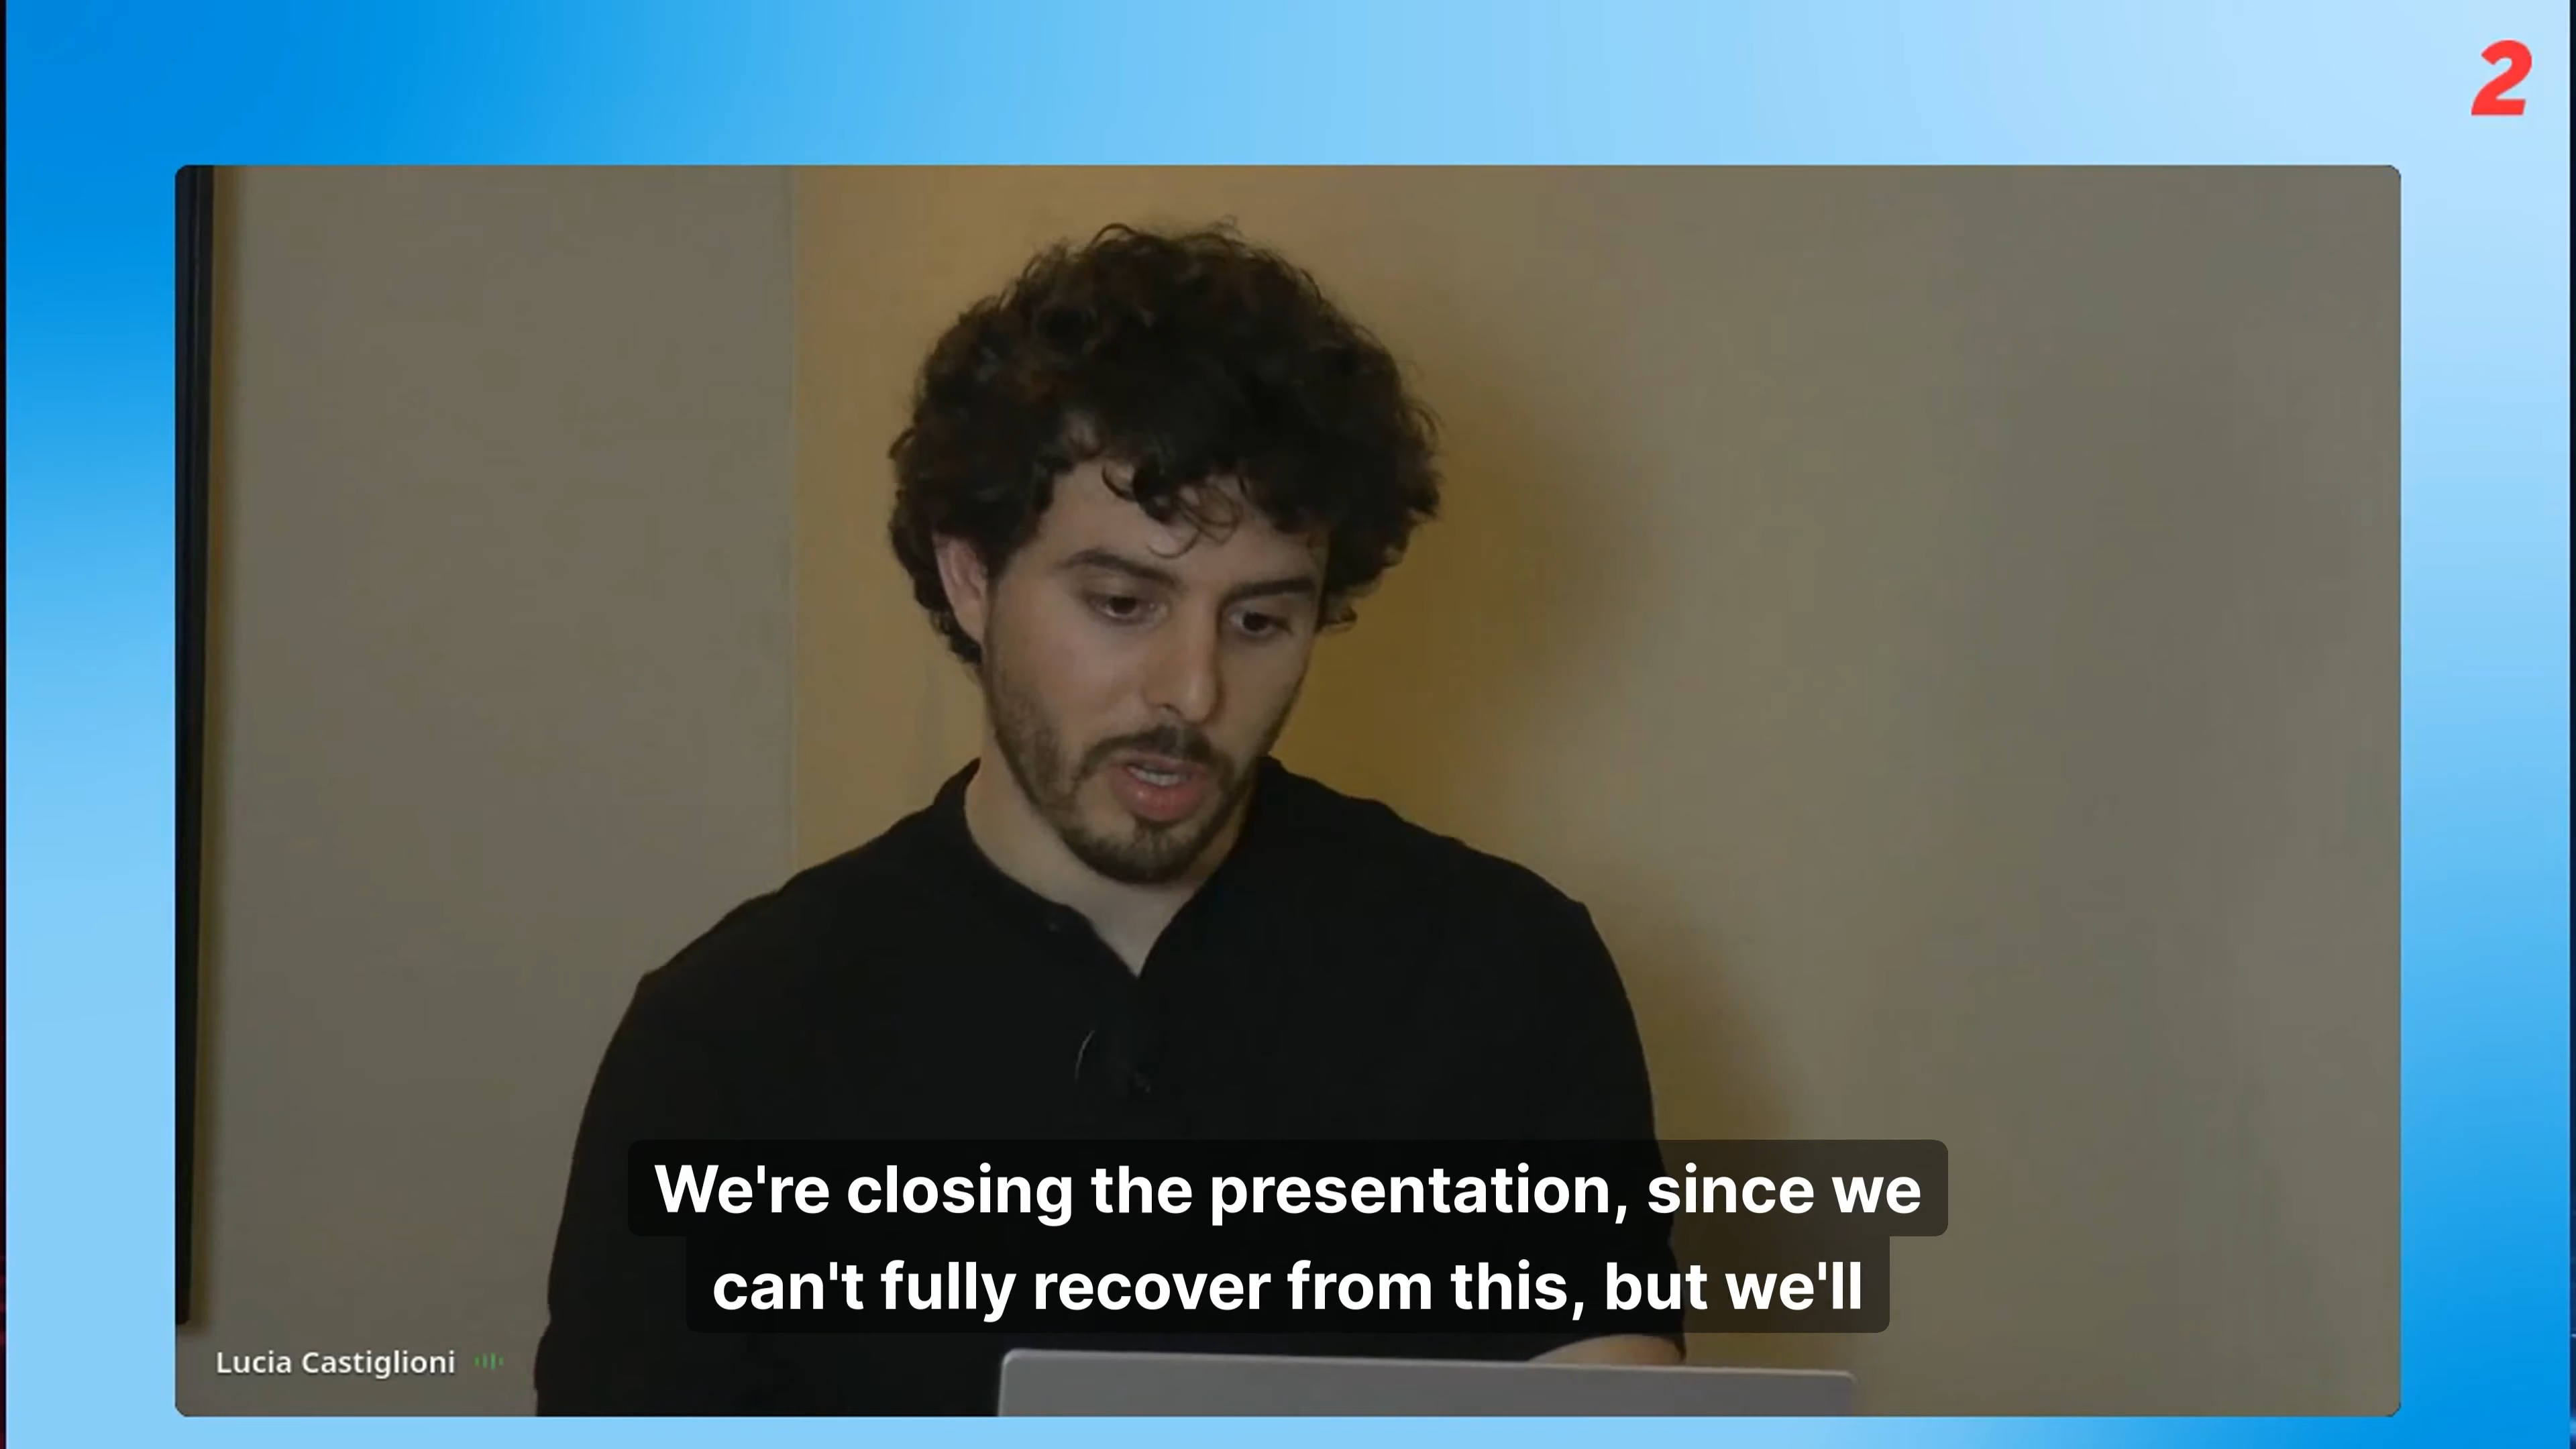 2
We're closing the presentation, since we
can't fully recover from this, but we'll
Lucia Castiglioni